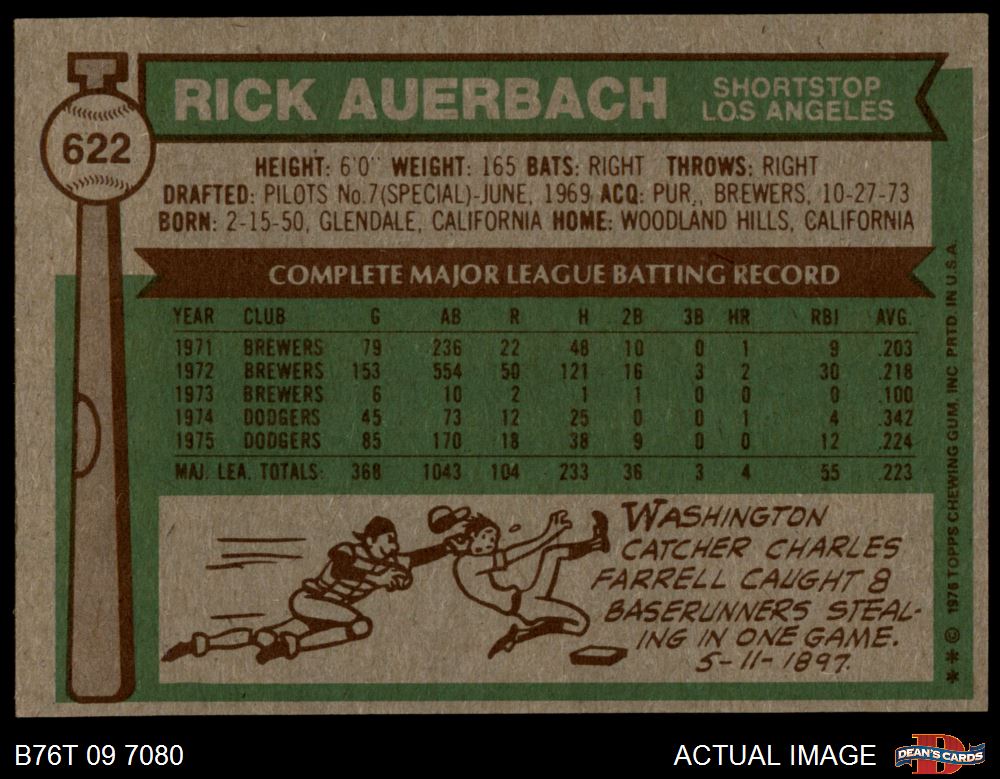 T
622
RICK AUERBACH
SHORTSTOP
LOS ANGELES
HEIGHT: 6'0" WEIGHT: 165 BATS: RIGHT THROWS: RIGHT
DRAFTED: PILOTS No.7(SPECIAL)-JUNE, 1969 ACQ: PUR., BREWERS, 10-27-73
BORN: 2-15-50, GLENDALE, CALIFORNIA HOME: WOODLAND HILLS, CALIFORNIA
COMPLETE MAJOR LEAGUE BATTING RECORD
YEAR CLUB G AB R H 2B 3B HR RBI AVG.
1971 BREWERS 79 236 22 48 10 0 1 9 .203
1972 BREWERS 153 554 50 121 16 3 2 30 .218
1973 BREWERS 6 10 2 1 1 0 0 0 .100
1974 DODGERS 45 73 12 25 0 0 1 4 .342
1975 DODGERS 85 170 18 38 9 0 0 12 .224
MAJ. LEA. TOTALS: 368 1043 104 233 36 3 4 55 .223
WASHINGTON
CATCHER CHARLES
FARRELL CAUGHT 8
BASERUNNERS STEAL-
ING IN ONE GAME.
5-11-1897.
* * © 1976 TOPPS CHEWING GUM, INC PRTD. IN U.S.A.
B76T 09 7080
ACTUAL IMAGE
DEAN'S CARDS